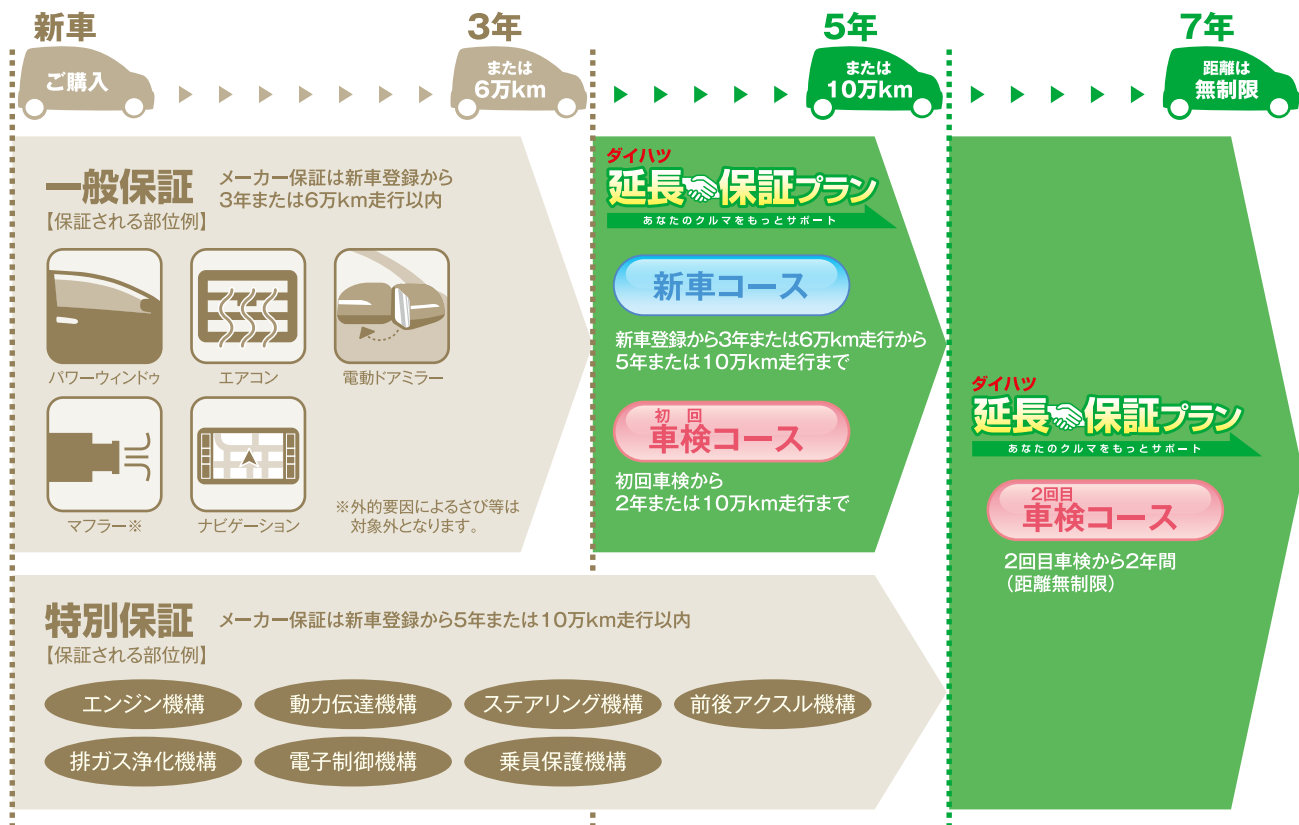 新車
ご購入
3年
または
6万km
5年
または
10万km
7年
距離は
無制限
一般保証
メーカー保証は新車登録から
3年または6万km走行以内
【保証される部位例】
パワーウィンドゥ
エアコン
電動ドアミラー
マフラー※
ナビゲーション
※外的要因によるさび等は
対象外となります。
ダイハツ
延長保証プラン
あなたのクルマをもっとサポート
新車コース
新車登録から3年または6万km走行から
5年または10万km走行まで
初回
車検コース
初回車検から
2年または10万km走行まで
ダイハツ
延長保証プラン
あなたのクルマをもっとサポート
2回目
車検コース
2回目車検から2年間
（距離無制限）
特別保証
メーカー保証は新車登録から5年または10万km走行以内
【保証される部位例】
エンジン機構
動力伝達機構
ステアリング機構
前後アクスル機構
排ガス浄化機構
電子制御機構
乗員保護機構